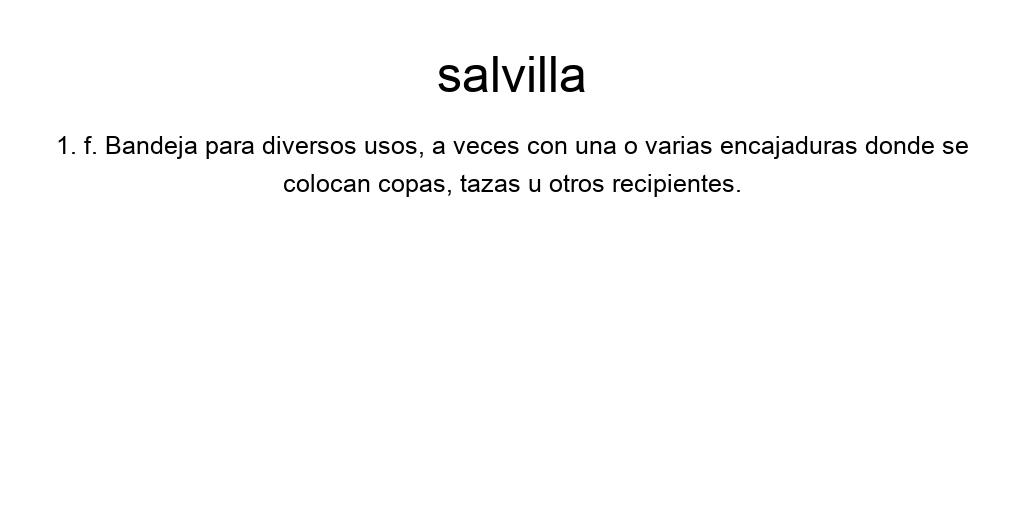 salvilla
1. f. Bandeja para diversos usos, a veces con una o varias encajaduras donde se
colocan copas, tazas u otros recipientes.